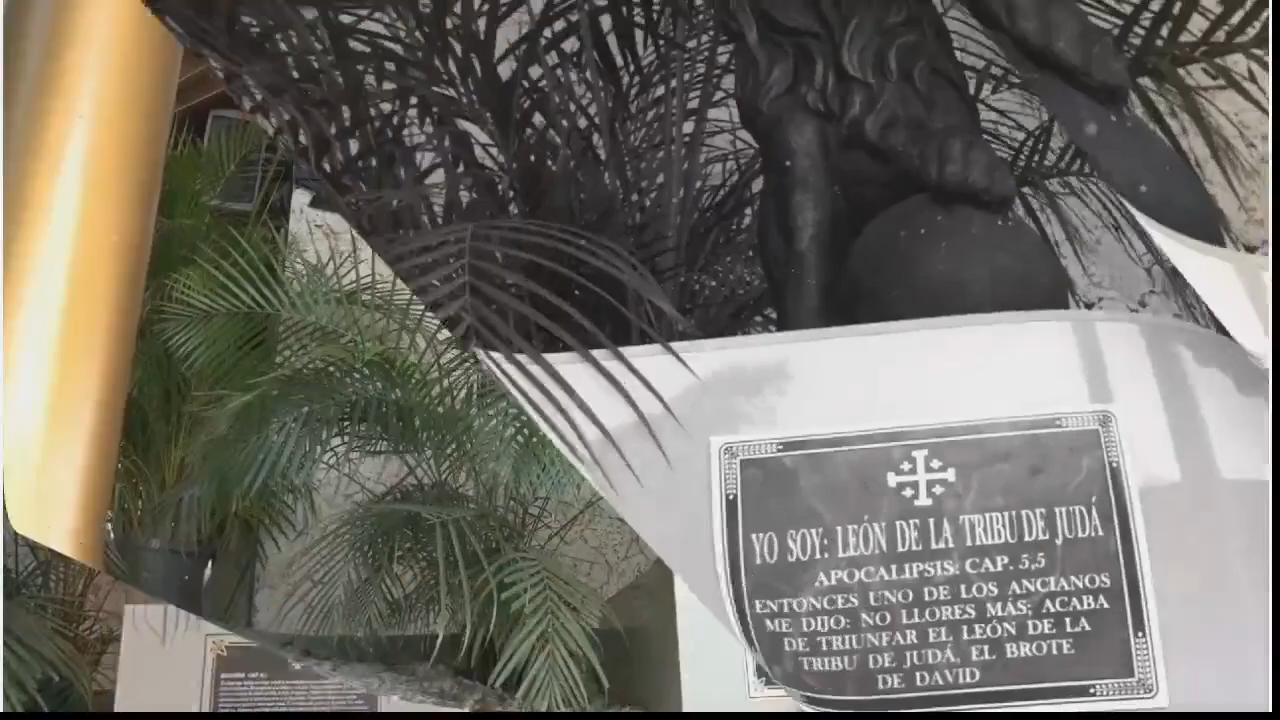 YO SOY: LEÓN DE LA TRIBU DE JUDÁ
APOCALIPSIS: CAP. 5,5
ENTONCES UNO DE LOS ANCIANOS
ME DIJO: NO LLORES MÁS; ACABA
DE TRIUNFAR EL LEÓN DE LA
TRIBU DE JUDÁ, EL BROTE
DE DAVID